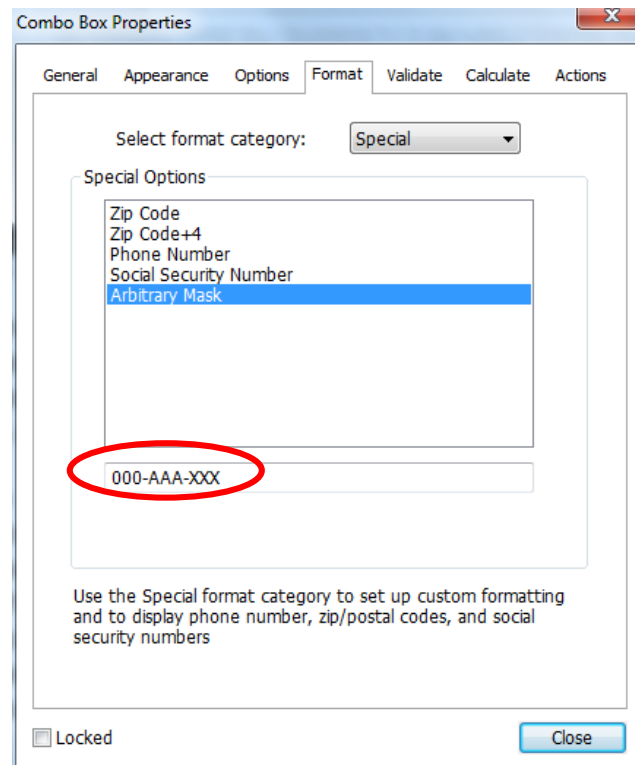 Combo Box Properties
X
General Appearance Options Format Validate Calculate Actions
Select format category: Special
Special Options
Zip Code
Zip Code+4
Phone Number
Social Security Number
Arbitrary Mask
000-AAA-XXX
Use the Special format category to set up custom formatting
and to display phone number, zip/postal codes, and social
security numbers
Locked Close